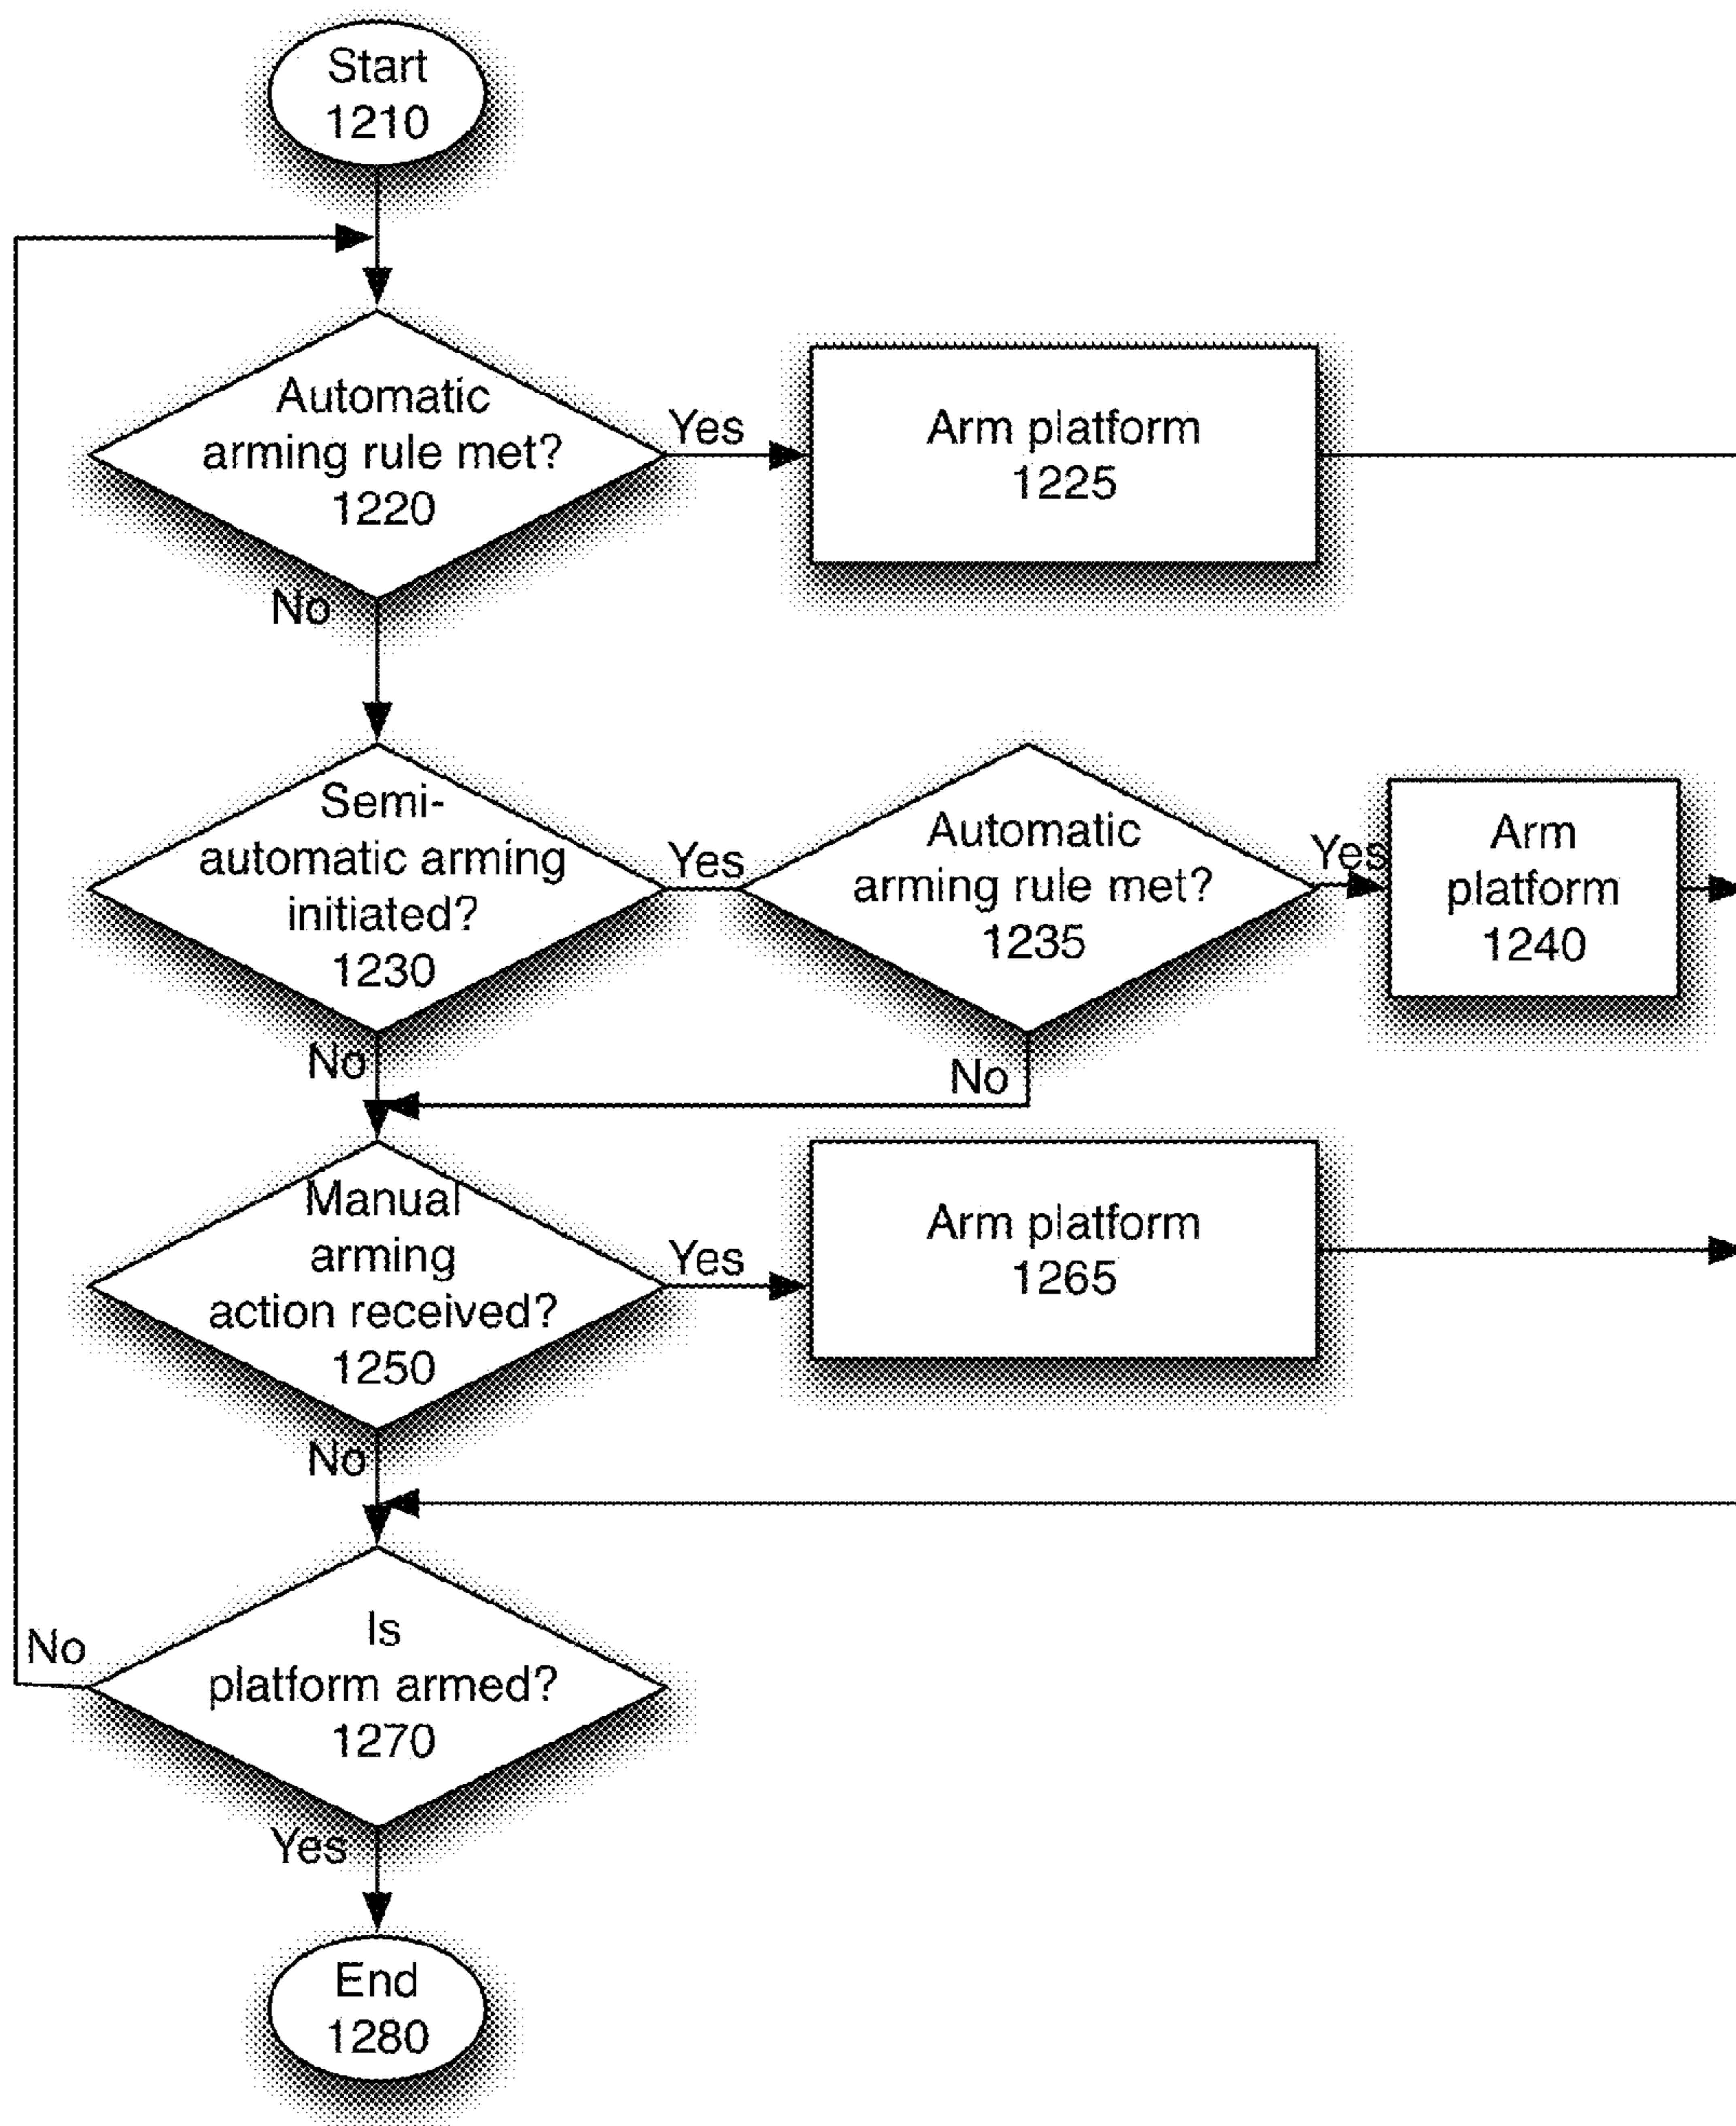 Start
1210
Automatic
arming rule met?
1220
Yes
Arm platform
1225
No
Semi-
automatic arming
initiated?
1230
Yes
Automatic
arming rule met?
1235
Yes
Arm
platform
1240
No
No
Manual
arming
action received?
1250
Yes
Arm platform
1265
No
Is
platform armed?
1270
No
Yes
End
1280